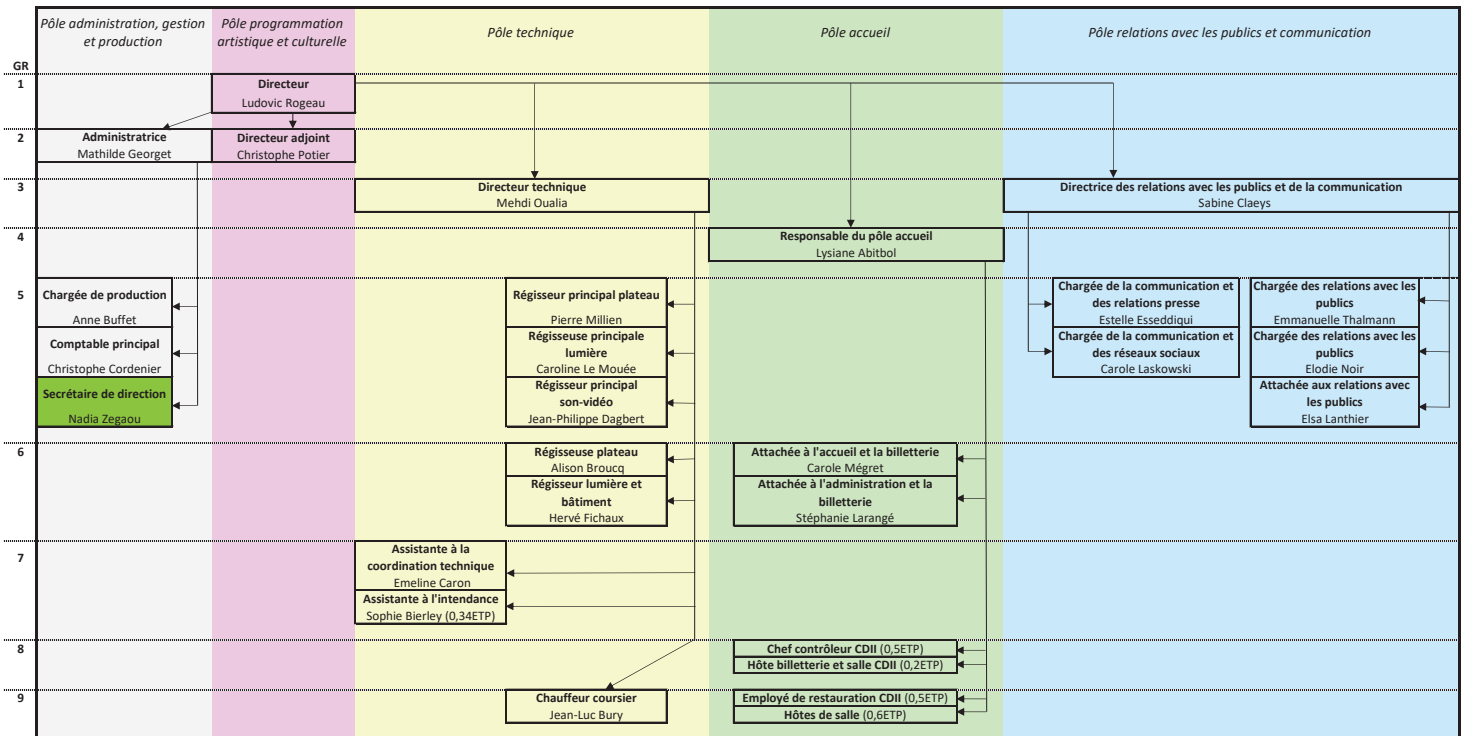 Pôle administration, gestion
et production
Pôle programmation
artistique et culturelle
Pôle technique
Pôle accueil
Pôle relations avec les publics et communication
GR
1
Directeur
Ludovic Rogeau
2
Administratrice
Mathilde Georget
Directeur adjoint
Christophe Potier
3
Directeur technique
Mehdi Oualia
Directrice des relations avec les publics et de la communication
Sabine Claeys
4
Responsable du pôle accueil
Lysiane Abitbol
5
Chargée de production
Anne Buffet
Comptable principal
Christophe Cordenier
Secrétaire de direction
Nadia Zegaou
Régisseur principal plateau
Pierre Millien
Régisseuse principale
lumière
Caroline Le Mouée
Régisseur principal
son-vidéo
Jean-Philippe Dagbert
Chargée de la communication et
des relations presse
Estelle Esseddiqui
Chargée de la communication et
des réseaux sociaux
Carole Laskowski
Chargée des relations avec les
publics
Emmanuelle Thalmann
Chargée des relations avec les
publics
Elodie Noir
Attachée aux relations avec
les publics
Elsa Lanthier
6
Régisseuse plateau
Alison Broucq
Régisseur lumière et
bâtiment
Hervé Fichaux
Attachée à l'accueil et la billetterie
Carole Mégret
Attachée à l'administration et la
billetterie
Stéphanie Larangé
7
Assistante à la
coordination technique
Emeline Caron
Assistante à l'intendance
Sophie Bierley (0,34ETP)
8
Chef contrôleur CDII (0,5ETP)
Hôte billetterie et salle CDII (0,2ETP)
9
Chauffeur coursier
Jean-Luc Bury
Employé de restauration CDII (0,5ETP)
Hôtes de salle (0,6ETP)